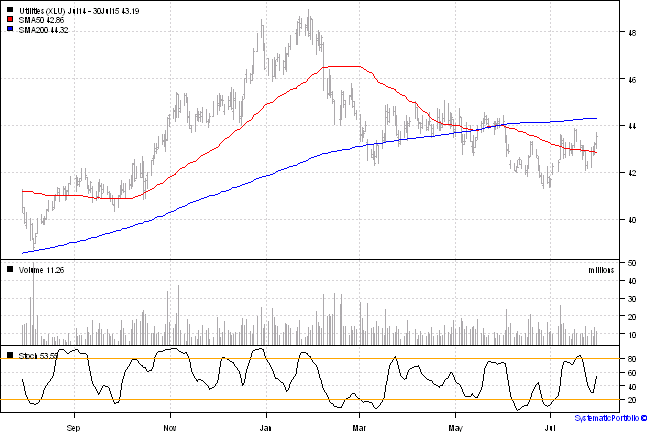 Utilities (XLU) Jul14 - 30Jul15 43.19
SMA50 42.86
SMA200 44.32
48
46
44
42
40
Volume 11.26
millions
50
40
30
20
10
Stoch 53.59
80
60
40
20
Sep
Nov
Jan
Mar
May
Jul
SystematicPortfolio ©